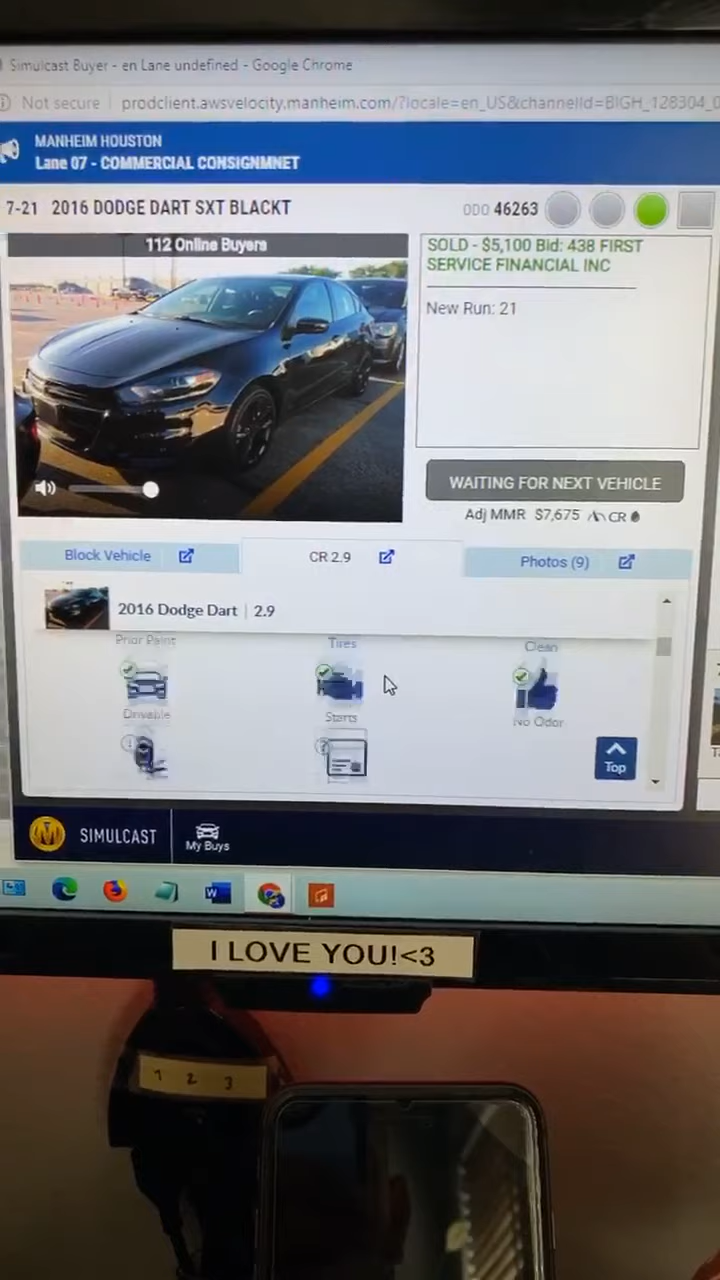 Simulcast Buyer - en Lane undefined - Google Chrome
Not secure | prodclient.awsvelocity.manheim.com/?locale=en_US&channelId=BIGH_128304_0
MANHEIM HOUSTON
Lane 07 - COMMERCIAL CONSIGNMNET
7-21 2016 DODGE DART SXT BLACKT
ODO 46263
112 Online Buyers
SOLD - $5,100 Bid: 438 FIRST
SERVICE FINANCIAL INC
New Run: 21
WAITING FOR NEXT VEHICLE
Adj MMR $7,675 CR
Block Vehicle
CR 2.9
Photos (9)
2016 Dodge Dart | 2.9
Prior Paint
Tires
Clean
Drivable
Starts
No Odor
Top
SIMULCAST
My Buys
W
I LOVE YOU!<3
1 2 3